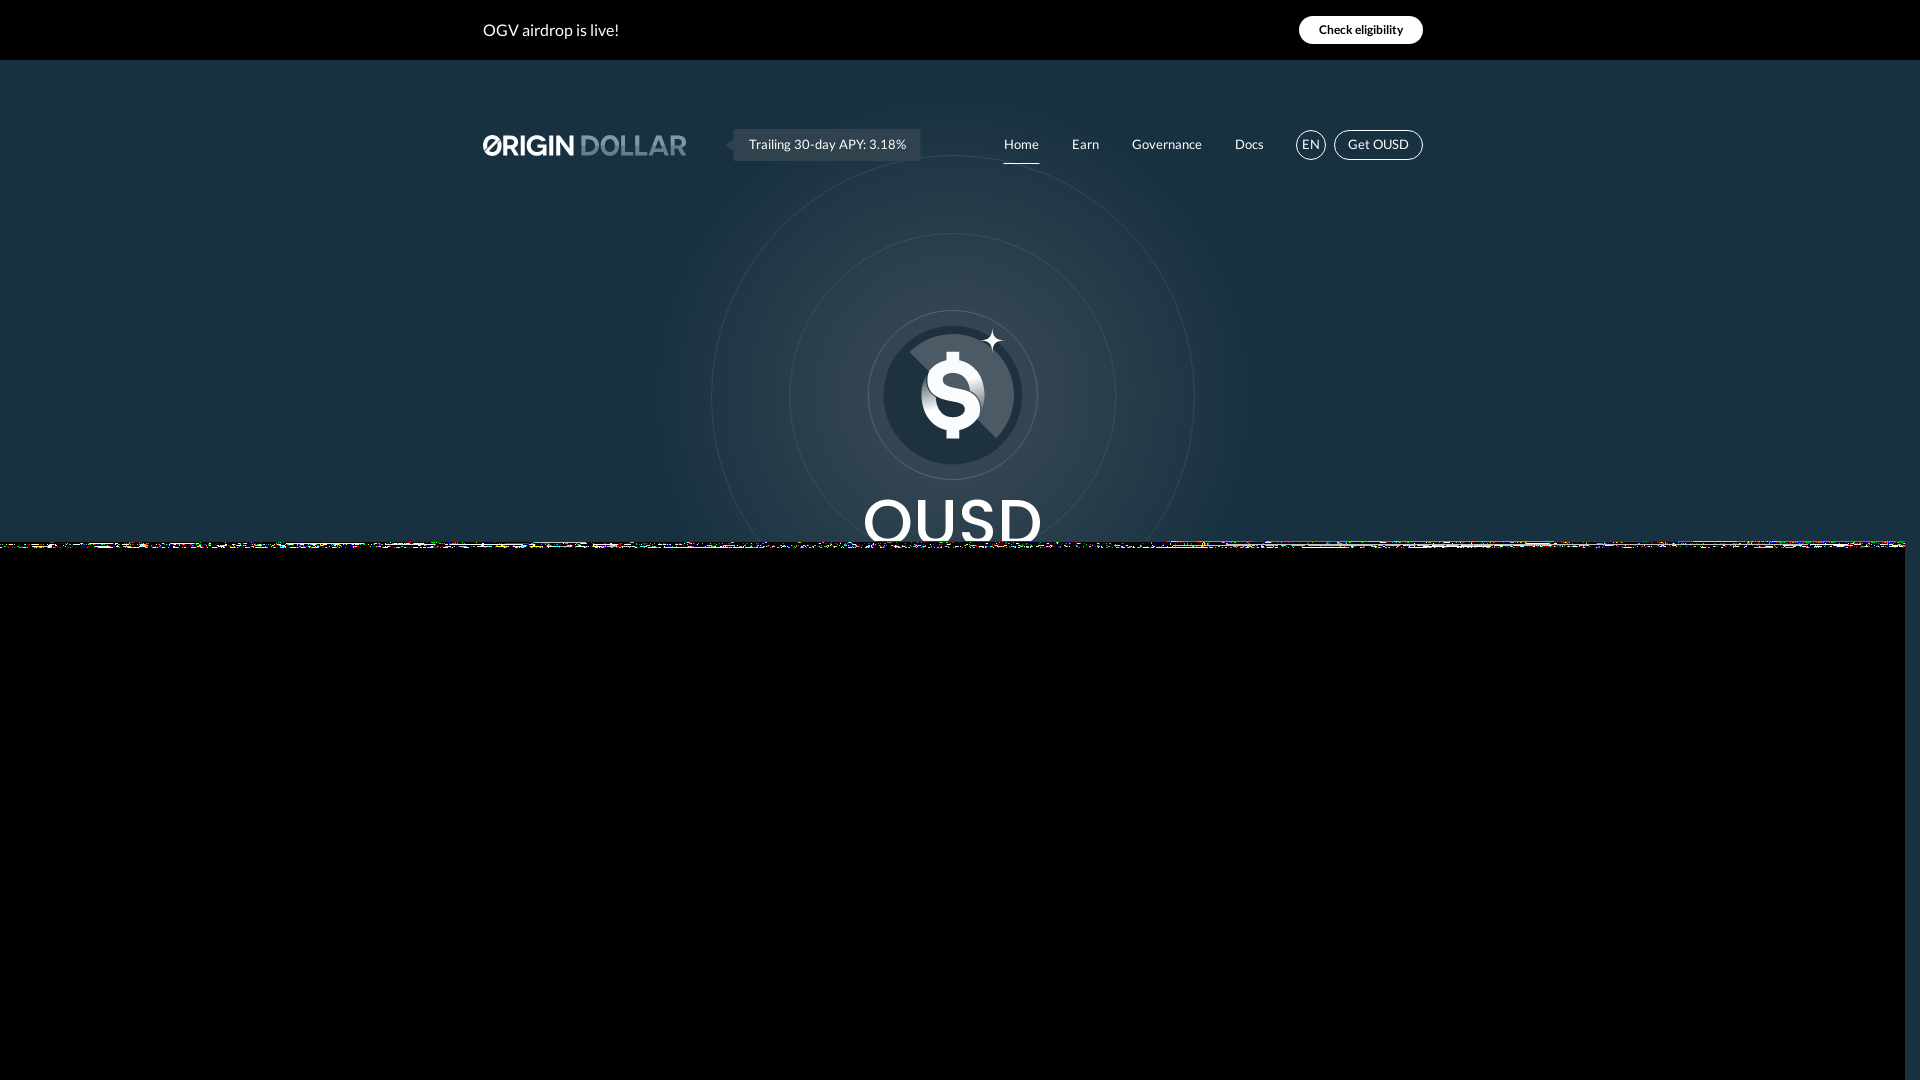 OGV airdrop is live!
Check eligibility
ORIGIN DOLLAR
Trailing 30-day APY: 3.18%
Home
Earn
Governance
Docs
EN
Get OUSD
$
OUSD